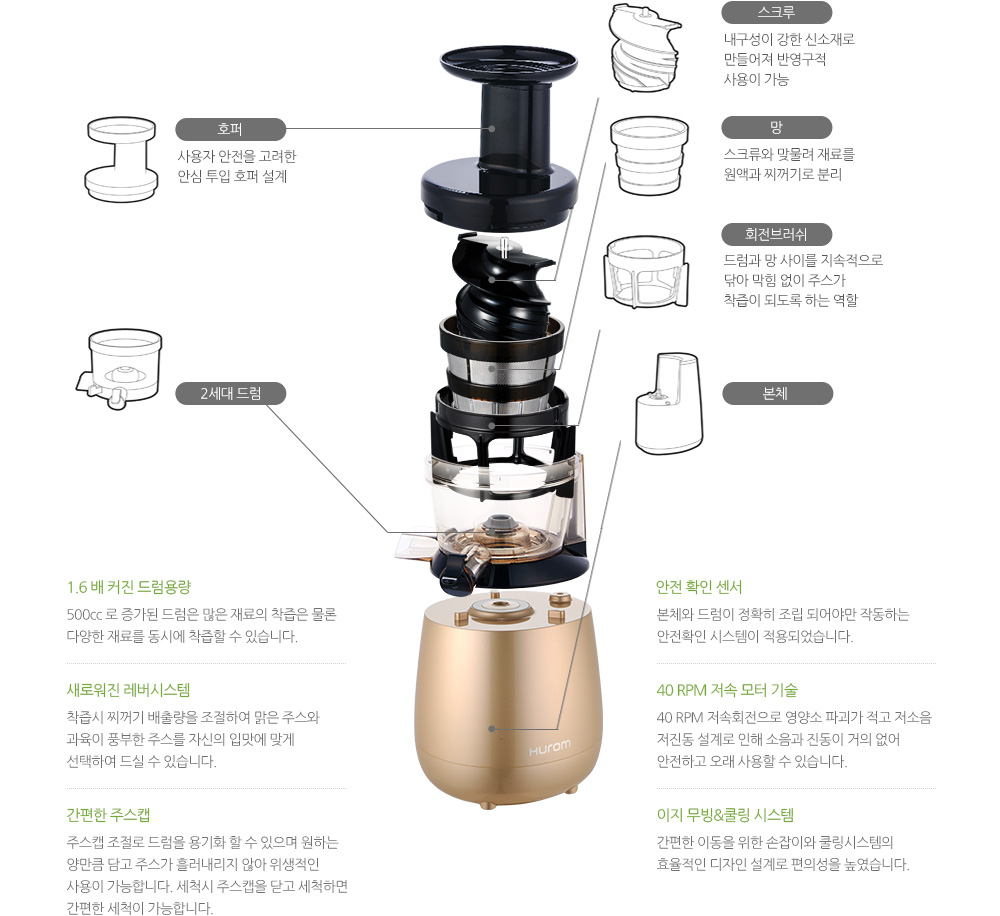 스크루
내구성이 강한 신소재로
만들어져 반영구적
사용이 가능
호퍼
사용자 안전을 고려한
안심 투입 호퍼 설계
망
스크류와 맞물려 재료를
원액과 찌꺼기로 분리
회전브러쉬
드럼과 망 사이를 지속적으로
닦아 막힘 없이 주스가
착즙이 되도록 하는 역할
2세대 드럼
본체
1.6 배 커진 드럼용량
500cc 로 증가된 드럼은 많은 재료의 착즙은 물론
다양한 재료를 동시에 착즙할 수 있습니다.
새로워진 레버시스템
착즙시 찌꺼기 배출량을 조절하여 맑은 주스와
과육이 풍부한 주스를 자신의 입맛에 맞게
선택하여 드실 수 있습니다.
간편한 주스캡
주스캡 조절로 드럼을 용기화 할 수 있으며 원하는
양만큼 담고 주스가 흘러내리지 않아 위생적인
사용이 가능합니다. 세척시 주스캡을 닫고 세척하면
간편한 세척이 가능합니다.
안전 확인 센서
본체와 드럼이 정확히 조립 되어야만 작동하는
안전확인 시스템이 적용되었습니다.
40 RPM 저속 모터 기술
40 RPM 저속회전으로 영양소 파괴가 적고 저소음
저진동 설계로 인해 소음과 진동이 거의 없어
안전하고 오래 사용할 수 있습니다.
이지 무빙&쿨링 시스템
간편한 이동을 위한 손잡이와 쿨링시스템의
효율적인 디자인 설계로 편의성을 높였습니다.
Hurom